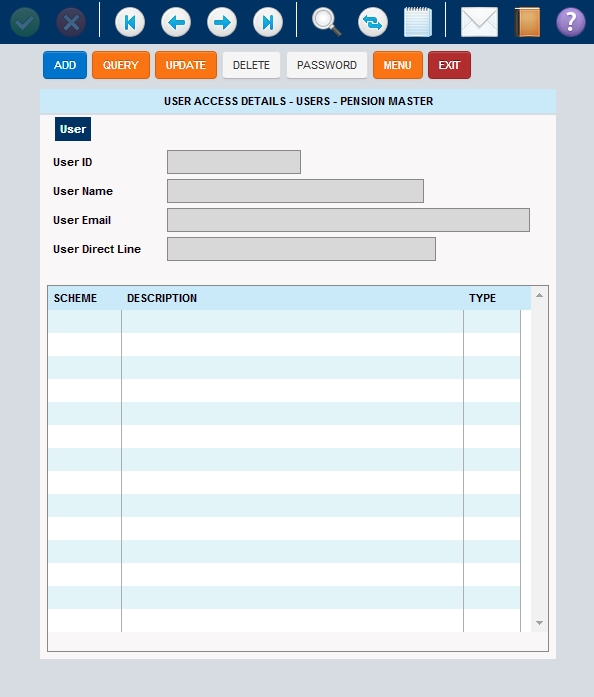 ?
ADD QUERY UPDATE DELETE PASSWORD MENU EXIT
USER ACCESS DETAILS - USERS - PENSION MASTER
User
User ID
User Name
User Email
User Direct Line
SCHEME DESCRIPTION TYPE